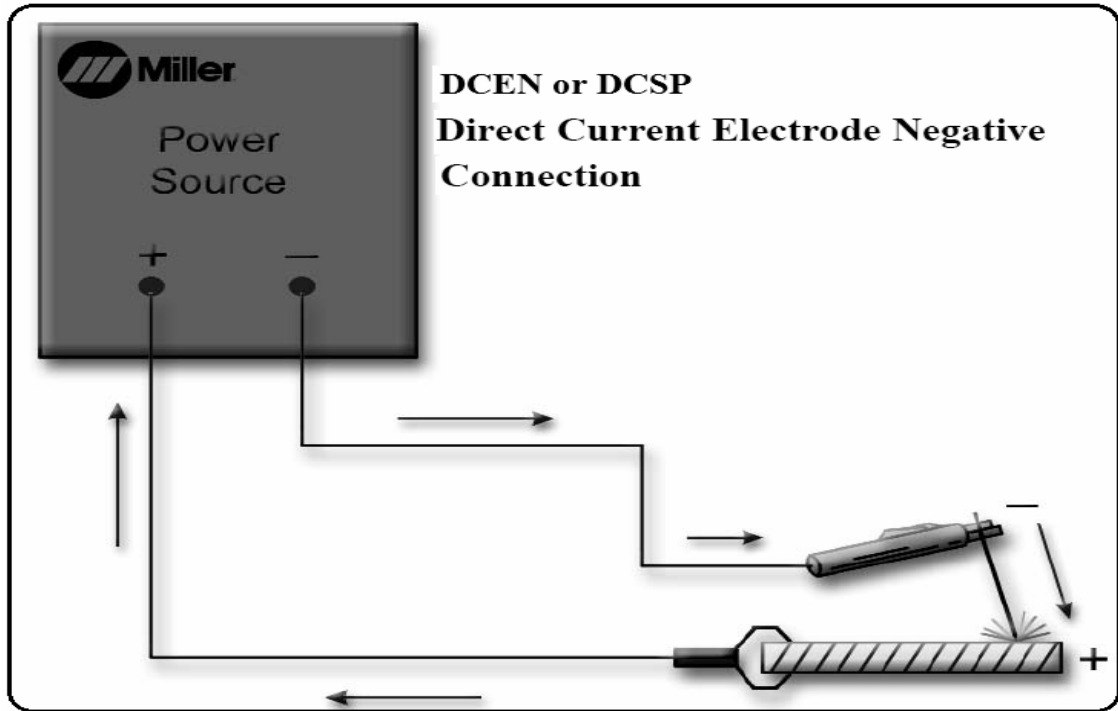 Miller
DCEN or DCSP
Direct Current Electrode Negative
Connection
Power
Source
+ —
—
+